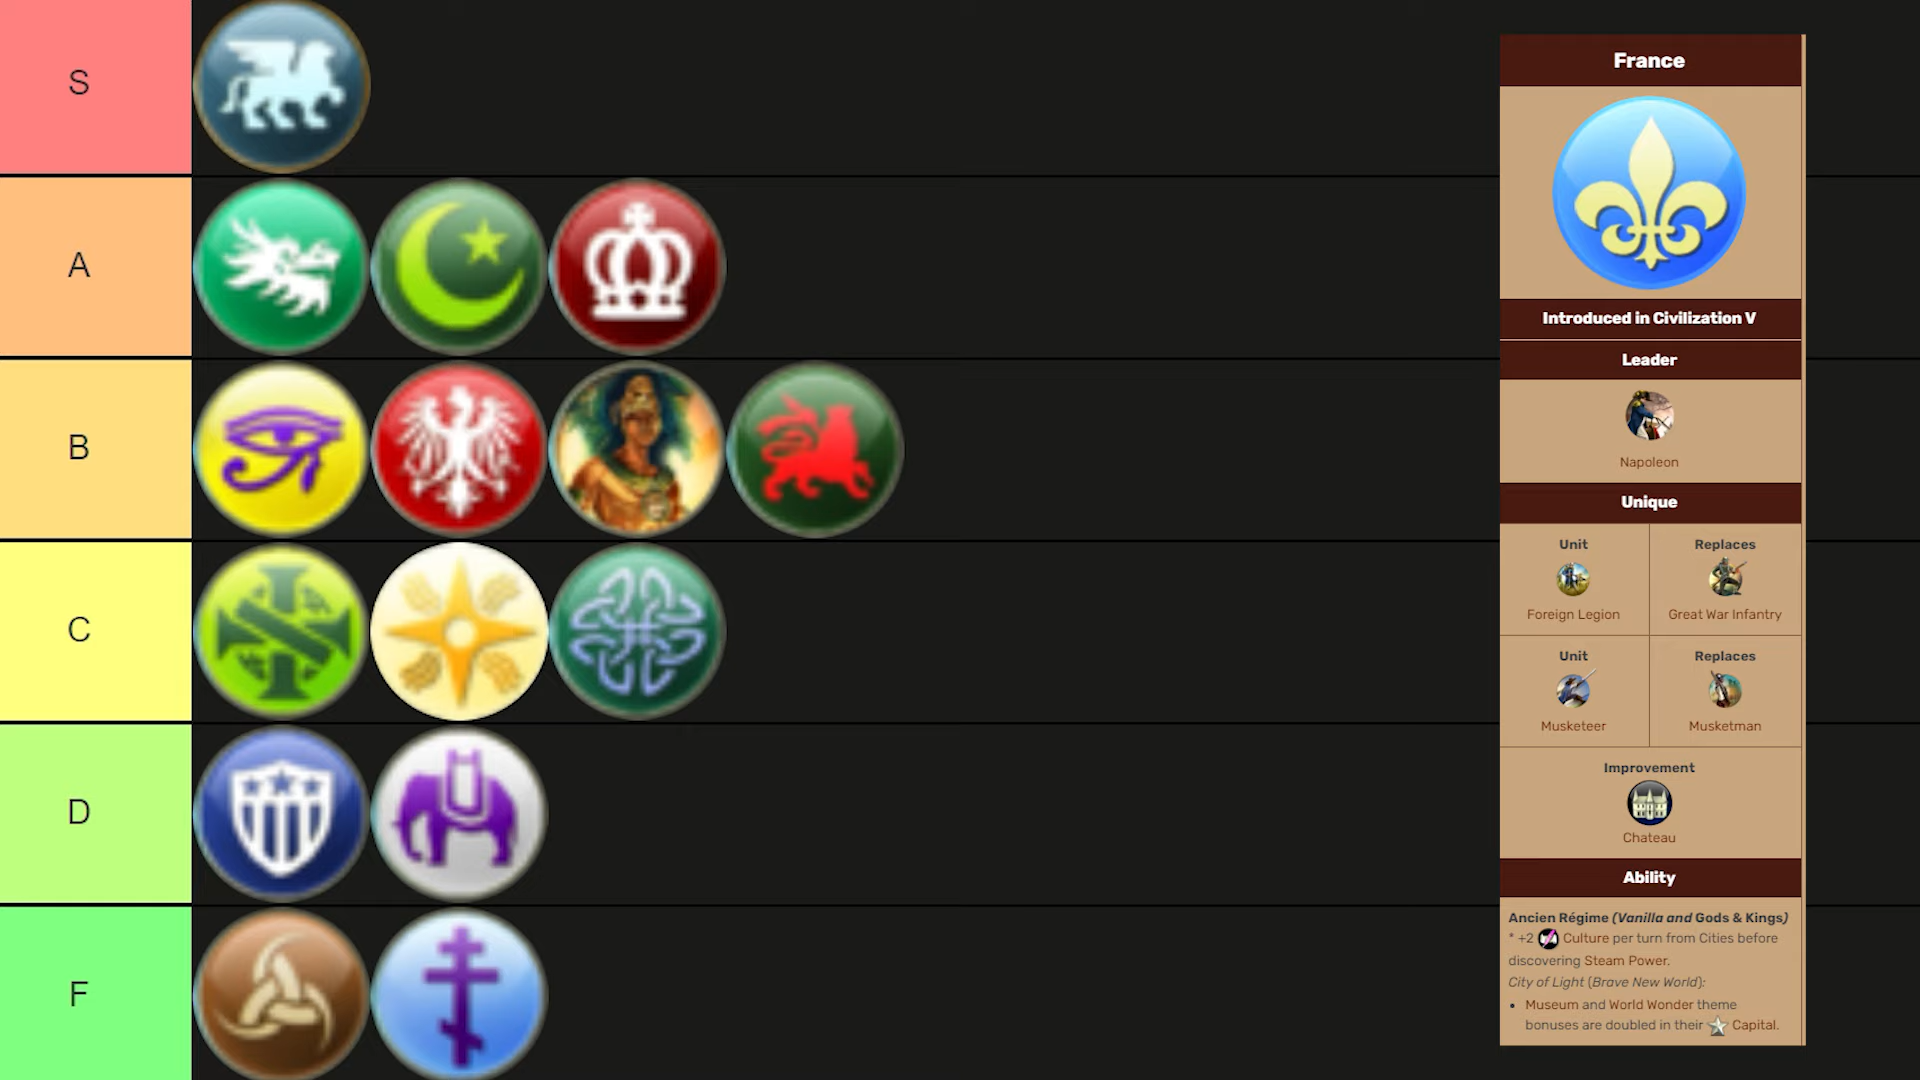 S
A
B
C
D
F
France
Introduced in Civilization V
Leader
Napoleon
Unique
Unit Replaces
Foreign Legion Great War Infantry
Unit Replaces
Musketeer Musketman
Improvement
Chateau
Ability
Ancien Régime (Vanilla and Gods & Kings)
* +2 Culture per turn from Cities before
discovering Steam Power.
City of Light (Brave New World):
• Museum and World Wonder theme
bonuses are doubled in their Capital.